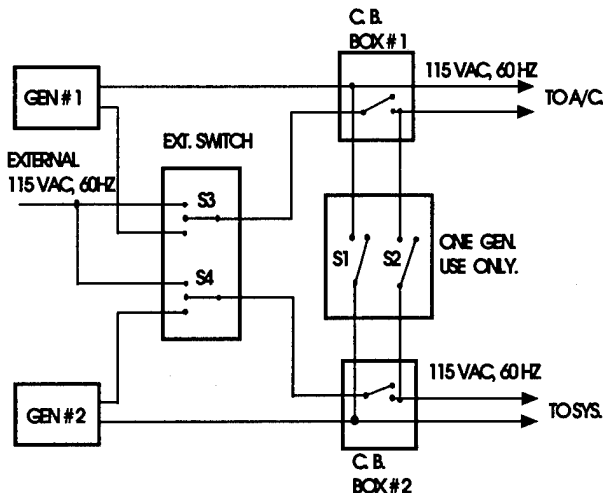 C. B.
BOX # 1
115 VAC, 60 HZ
GEN # 1
TO A/C.
EXT. SWITCH
EXTERNAL
115 VAC, 60HZ
S3
S1
S2
ONE GEN.
USE ONLY.
S4
115 VAC, 60 HZ
GEN #2
TO SYS.
C. B.
BOX # 2